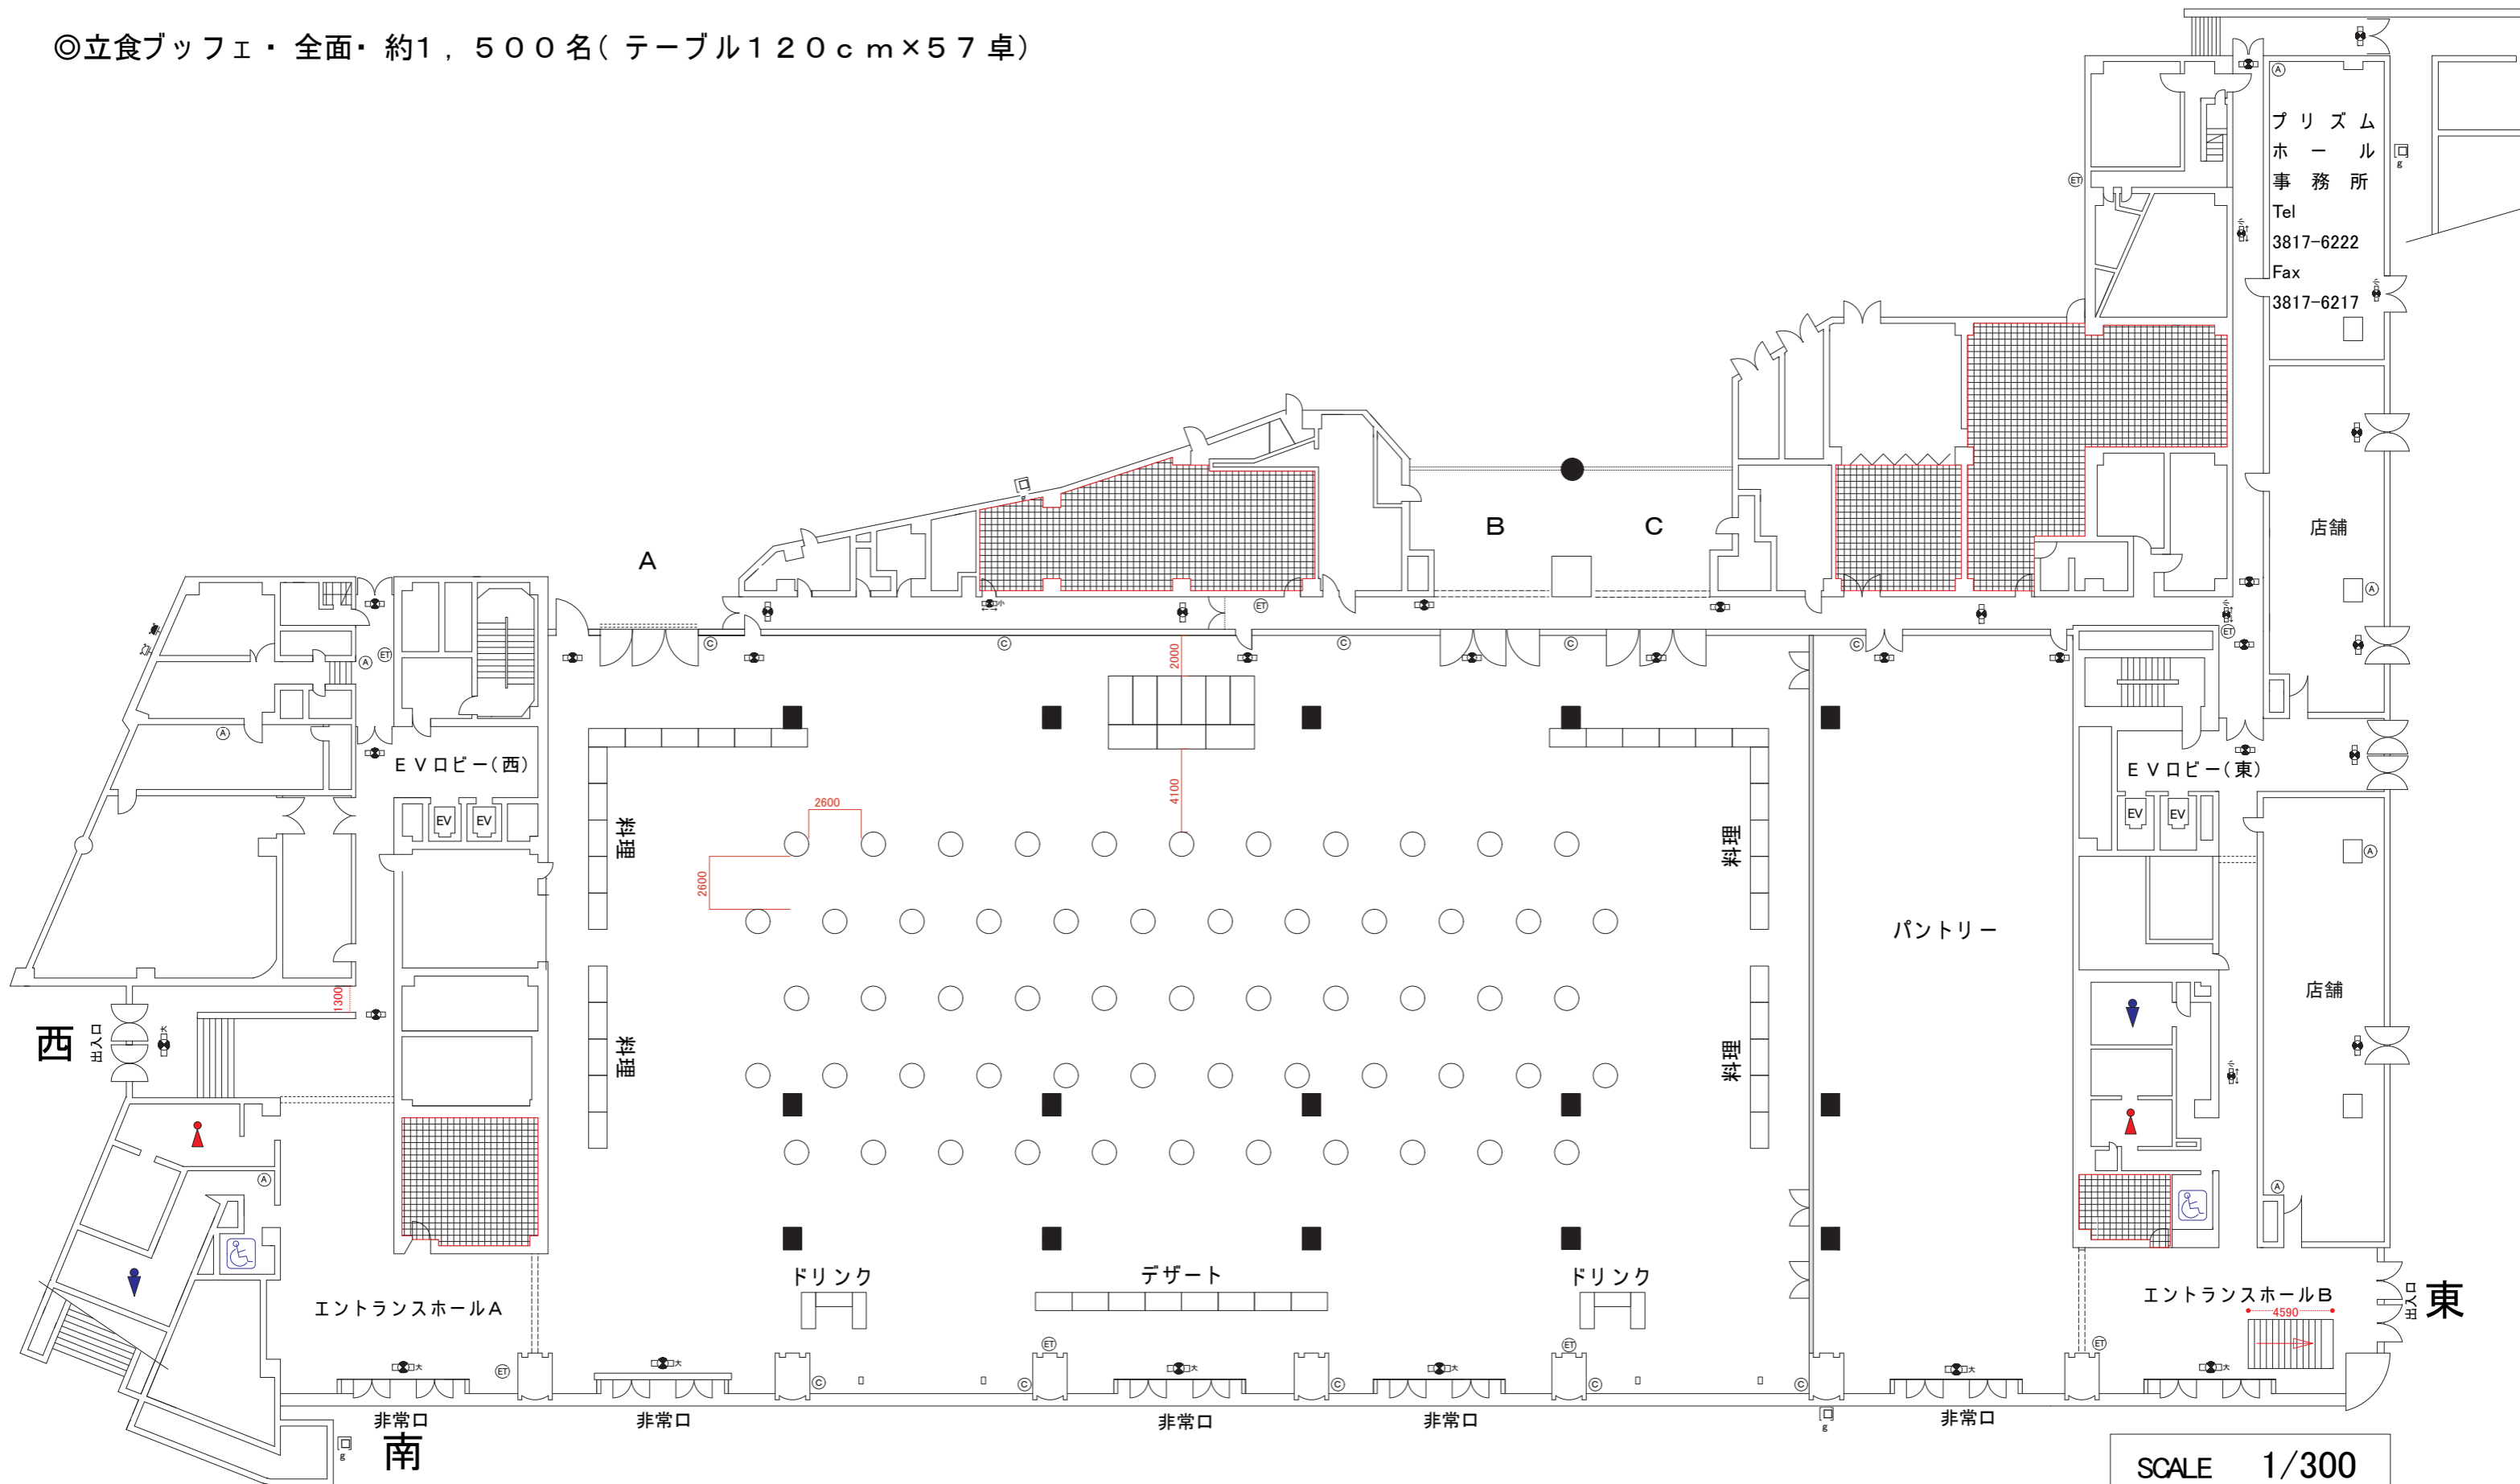 ◎立食ブッフェ・全面・約1,500名(テーブル120cm×57卓)
プリズム
ホール
事務所
Tel
3817-6222
Fax
3817-6217
店舗
A
B
C
2000
EVロビー(西)
EV
EV
EVロビー(東)
EV
EV
4100
2600
2600
料理
料理
パントリー
店舗
1300
西
出入口
料理
料理
ドリンク
デザート
ドリンク
エントランスホールA
エントランスホールB
4590
出入口
東
非常口
非常口
非常口
非常口
非常口
南
SCALE 1/300